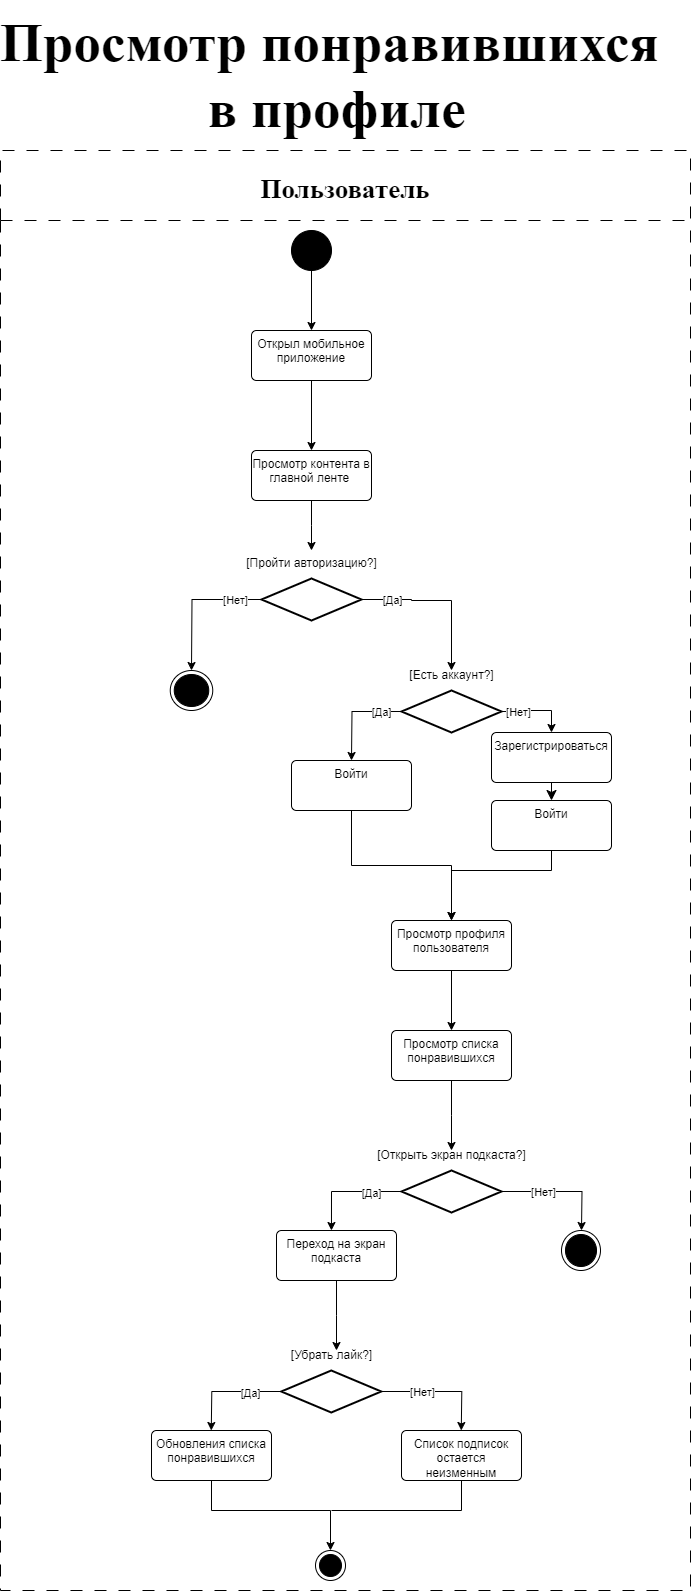 Просмотр понравившихся
в профиле
Пользователь
Открыл мобильное
приложение
Просмотр контента в
главной ленте
[Пройти авторизацию?]
[Нет]
[Да]
[Есть аккаунт?]
[Да]
[Нет]
Зарегистрироваться
Войти
Войти
Просмотр профиля
пользователя
Просмотр списка
понравившихся
[Открыть экран подкаста?]
[Да]
[Нет]
Переход на экран
подкаста
[Убрать лайк?]
[Да]
[Нет]
Обновления списка
понравившихся
Список подписок
остается
неизменным